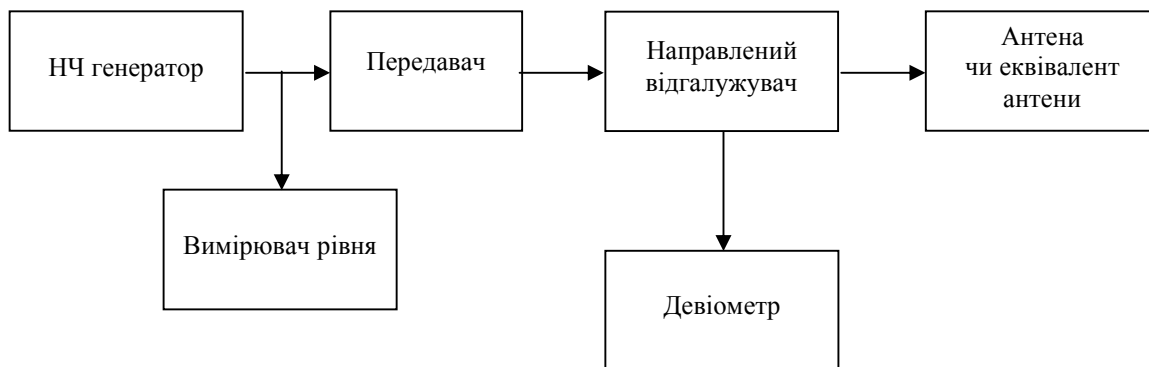 НЧ генератор
Передавач
Направлений
відгалужувач
Антена
чи еквівалент
антени
Вимірювач рівня
Девіометр